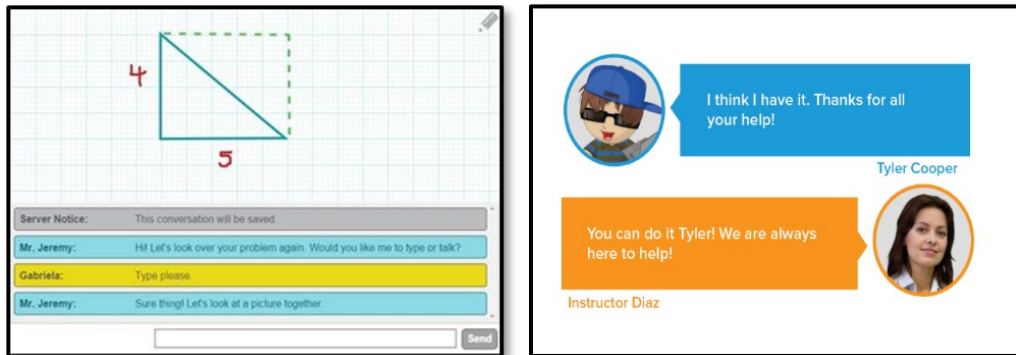 4
5
Server Notice: This conversation will be saved.
Mr. Jeremy: Hi! Let's look over your problem again. Would you like me to type or talk?
Gabriela: Type please.
Mr. Jeremy: Sure thing! Let's look at a picture together.
Send
I think I have it. Thanks for all
your help!
Tyler Cooper
You can do it Tyler! We are always
here to help!
Instructor Diaz